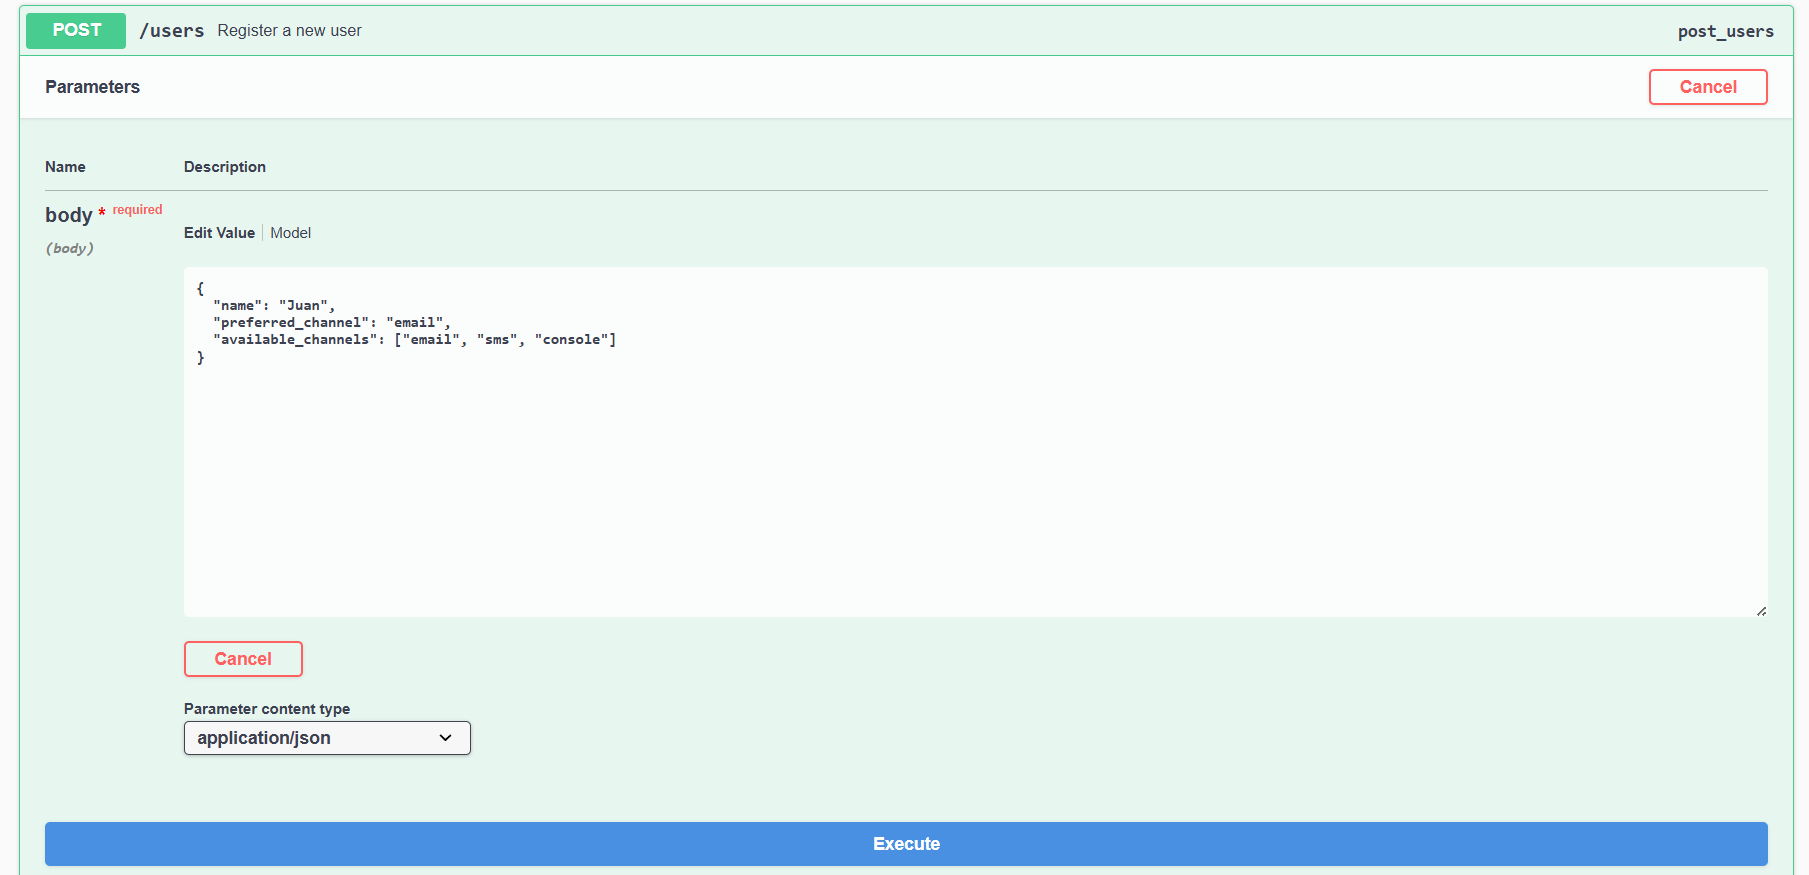 POST /users Register a new user post_users
Parameters Cancel
Name Description
body * required
(body)
Edit Value Model
{
  "name": "Juan",
  "preferred_channel": "email",
  "available_channels": ["email", "sms", "console"]
}
Cancel
Parameter content type
application/json
Execute